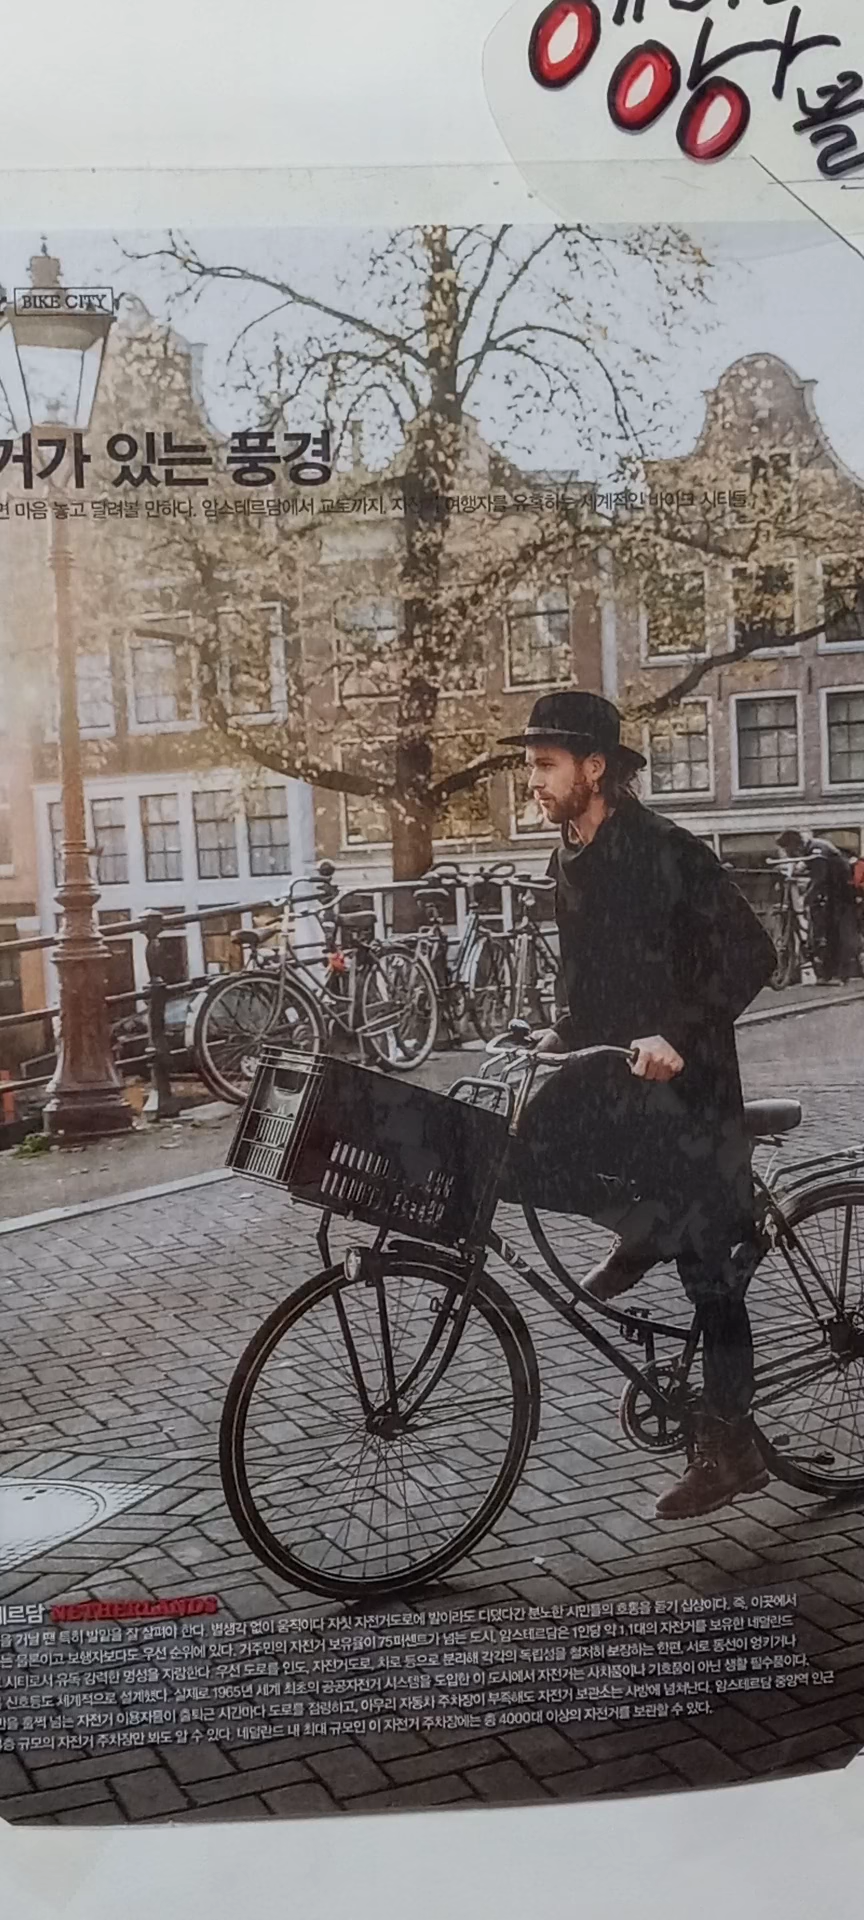 앙 볼
BIKE CITY
거가 있는 풍경
면 마음 놓고 달려볼 만하다. 암스테르담에서 교토까지, 자전거 여행자를 유혹하는 세계적인 바이크 시티들.
테르담 NETHERLANDS
을 거닐 땐 특히 발밑을 잘 살펴야 한다. 별생각 없이 움직이다 자칫 자전거도로에 발이라도 디뎠다간 분노한 시민들의 호통을 듣기 십상이다. 즉, 이곳에서
는 물론이고 보행자보다도 우선 순위에 있다. 거주민의 자전거 보유율이 75퍼센트가 넘는 도시, 암스테르담은 1인당 약 1.1대의 자전거를 보유한 네덜란드
시티로서 유독 강력한 명성을 자랑한다. 우선 도로를 인도, 자전거도로, 차로 등으로 분리해 각각의 독립성을 철저히 보장하는 한편, 서로 동선이 엉키거나
신호등도 세계적으로 설계했다. 실제로 1965년 세계 최초의 공공자전거 시스템을 도입한 이 도시에서 자전거는 사치품이나 기호품이 아닌 생활 필수품이다.
만을 훌쩍 넘는 자전거 이용자들이 출퇴근 시간마다 도로를 점령하고, 아무리 자동차 주차장이 부족해도 자전거 보관소는 사방에 넘쳐난다. 암스테르담 중앙역 인근
층 규모의 자전거 주차장만 봐도 알 수 있다. 네덜란드 내 최대 규모인 이 자전거 주차장에는 총 4000대 이상의 자전거를 보관할 수 있다.